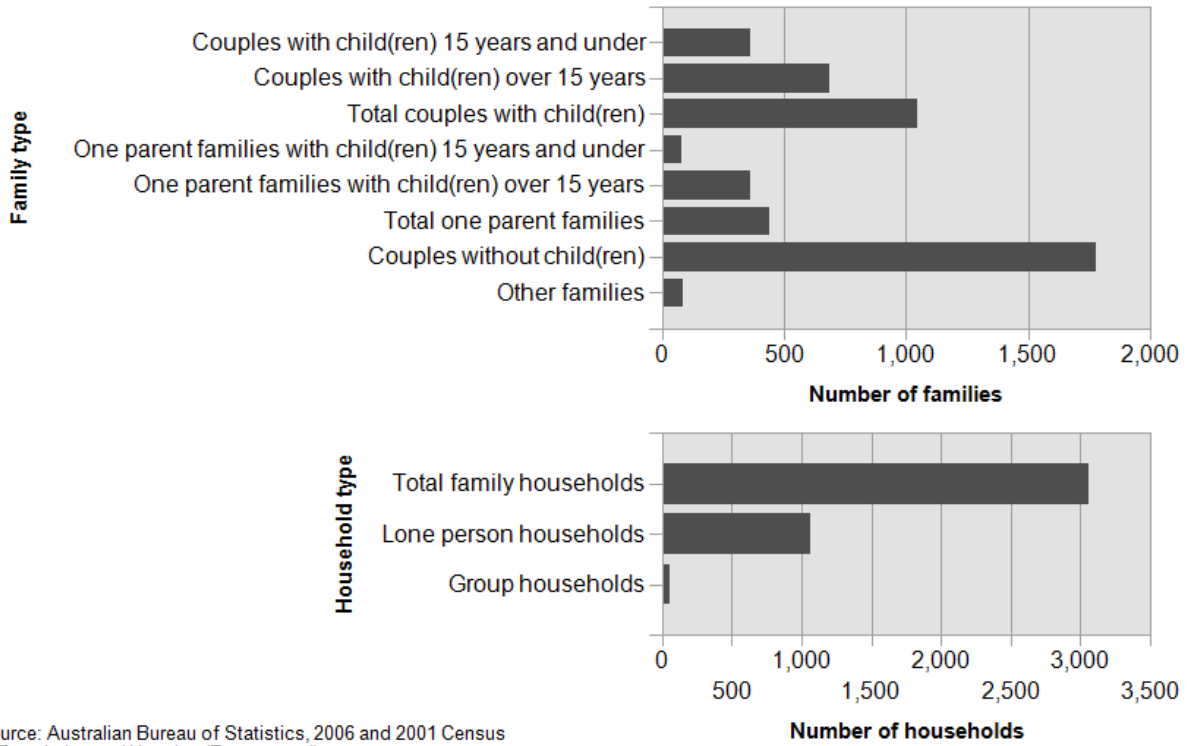 Family type
Couples with child(ren) 15 years and under
Couples with child(ren) over 15 years
Total couples with child(ren)
One parent families with child(ren) 15 years and under
One parent families with child(ren) over 15 years
Total one parent families
Couples without child(ren)
Other families
0 500 1,000 1,500 2,000
Number of families
Household type
Total family households
Lone person households
Group households
0 1,000 2,000 3,000
500 1,500 2,500 3,500
Number of households
urce: Australian Bureau of Statistics, 2006 and 2001 Census